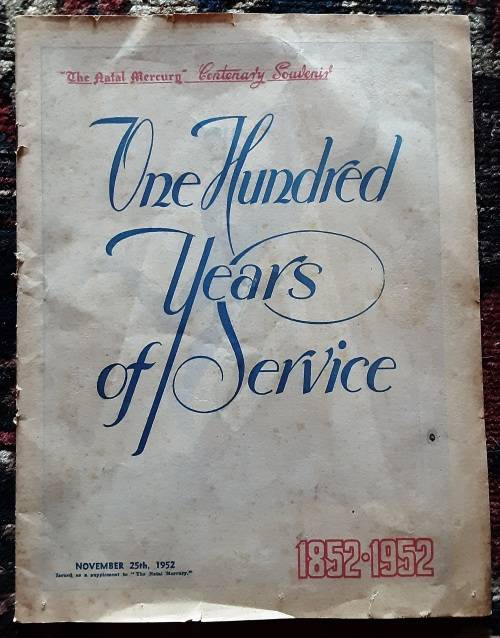 "The Natal Mercury" Centenary Souvenir
One Hundred
Years
of Service
NOVEMBER 25th, 1952
Issued as a supplement to "The Natal Mercury."
1852·1952